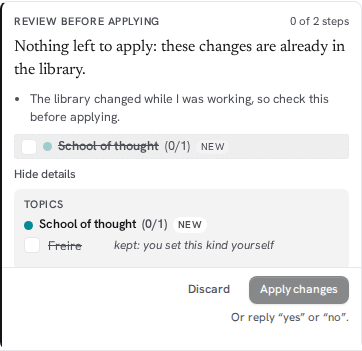 REVIEW BEFORE APPLYING 0 of 2 steps
Nothing left to apply: these changes are already in
the library.
• The library changed while I was working, so check this
before applying.
School of thought (0/1) NEW
Hide details
TOPICS
School of thought (0/1) NEW
Freire kept: you set this kind yourself
Discard Apply changes
Or reply “yes” or “no”.